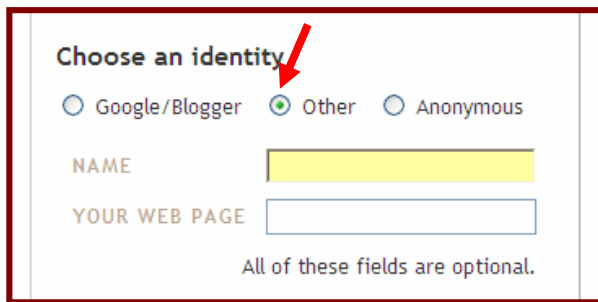 Choose an identity
Google/Blogger Other Anonymous
NAME
YOUR WEB PAGE
All of these fields are optional.